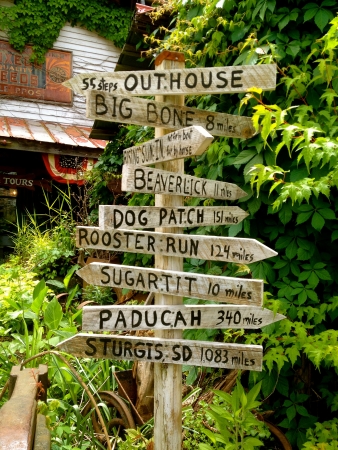 55 steps OUTHOUSE
BIG BONE 8 miles
BEAVERLICK 11 mls
DOG PATCH 151 miles
ROOSTER RUN 124 miles
SUGARTIT 10 miles
PADUCAH 340 miles
STURGIS, SD 1083 miles
TOURS